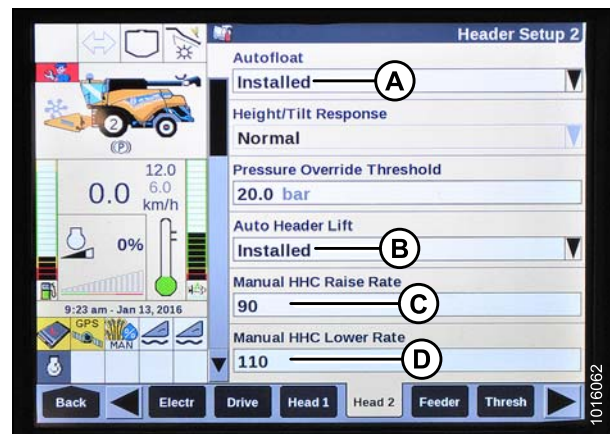 Header Setup 2
Autofloat
Installed
A
Height/Tilt Response
Normal
Pressure Override Threshold
20.0 bar
Auto Header Lift
Installed
B
Manual HHC Raise Rate
90
C
Manual HHC Lower Rate
110
D
2
(P)
12.0
0.0
6.0
km/h
0%
F
9:23 am - Jan 13, 2016
GPS
MAN
Back
Electr
Drive
Head 1
Head 2
Feeder
Thresh
1016062